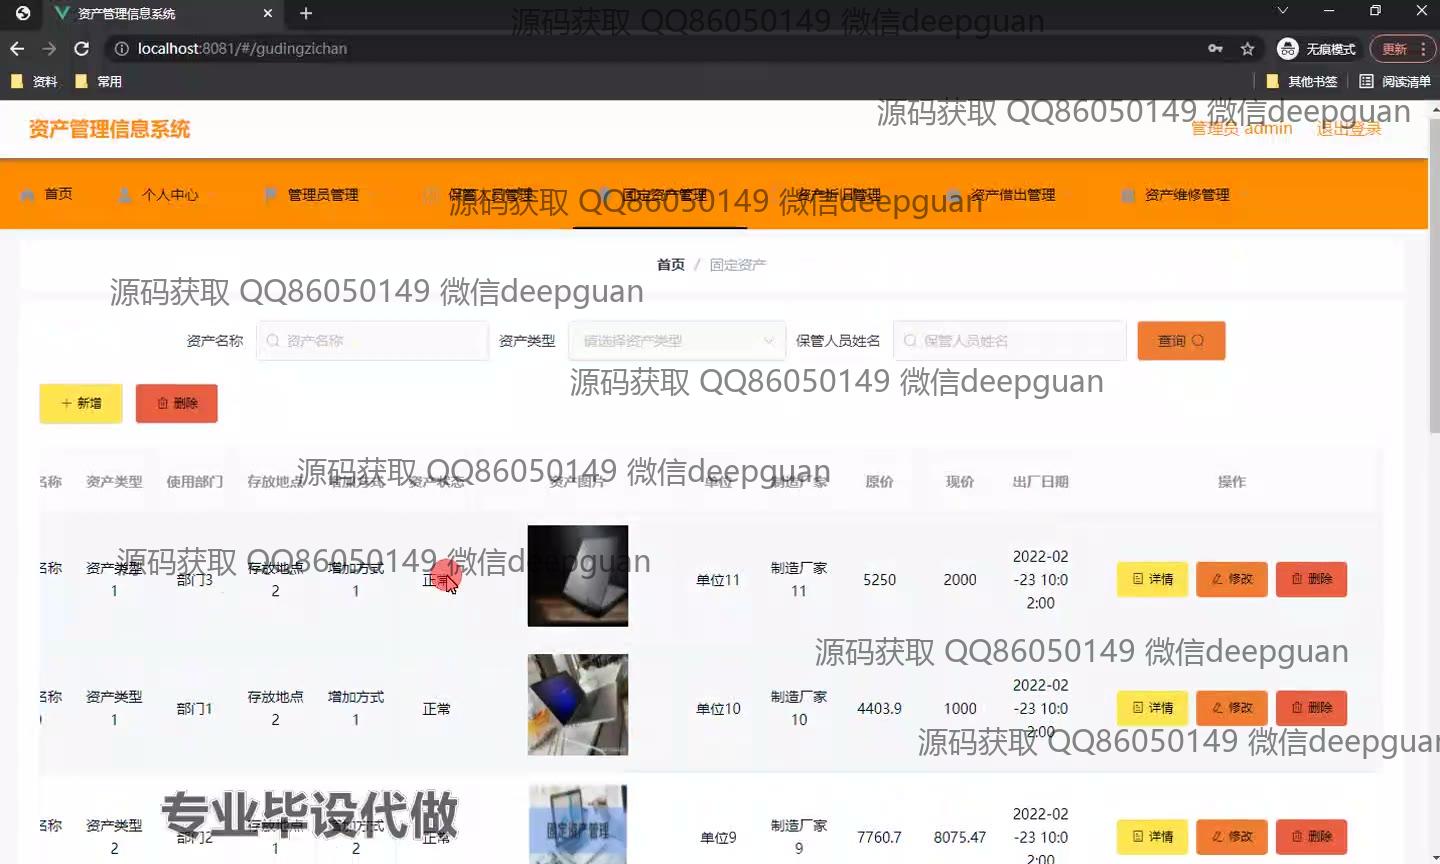 资产管理信息系统
源码获取 QQ86050149 微信deepguan
localhost:8081/#/gudingzichan
无痕模式
更新
资料
常用
其他书签
阅读清单
源码获取 QQ86050149 微信deepguan
资产管理信息系统
管理员 admin
退出登录
首页
个人中心
管理员管理
保管人员管理
固定资产管理
资产折旧管理
资产借出管理
资产维修管理
源码获取 QQ86050149 微信deepguan
首页 / 固定资产
源码获取 QQ86050149 微信deepguan
资产名称
资产名称
资产类型
请选择资产类型
保管人员姓名
保管人员姓名
查询
源码获取 QQ86050149 微信deepguan
新增
删除
源码获取 QQ86050149 微信deepguan
名称 资产类型 使用部门 存放地点 增加方式 资产状态 资产图片 单位 制造厂家 原价 现价 出厂日期 操作
源码获取 QQ86050149 微信deepguan
名称 资产类型1 部门3 存放地点2 增加方式1 正常 单位11 制造厂家11 5250 2000 2022-02-23 10:02:00 详情 修改 删除
源码获取 QQ86050149 微信deepguan
名称 资产类型1 部门1 存放地点2 增加方式1 正常 单位10 制造厂家10 4403.9 1000 2022-02-23 10:02:00 详情 修改 删除
源码获取 QQ86050149 微信deepguan
专业毕设代做
名称 资产类型2 部门2 存放地点1 增加方式2 正常 固定资产管理 单位9 制造厂家9 7760.7 8075.47 2022-02-23 10:02:00 详情 修改 删除